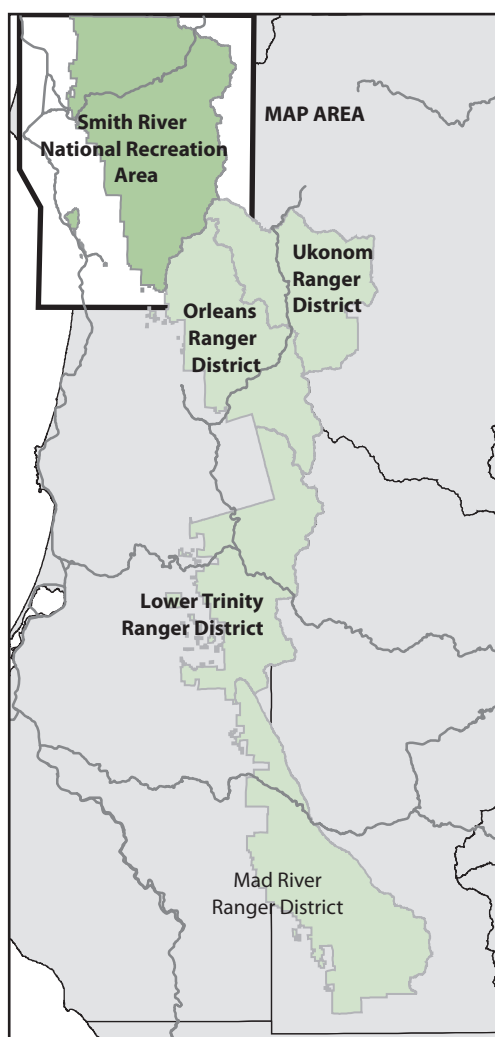 Smith River
National Recreation
Area
MAP AREA
Ukonom
Ranger
District
Orleans
Ranger
District
Lower Trinity
Ranger District
Mad River
Ranger District